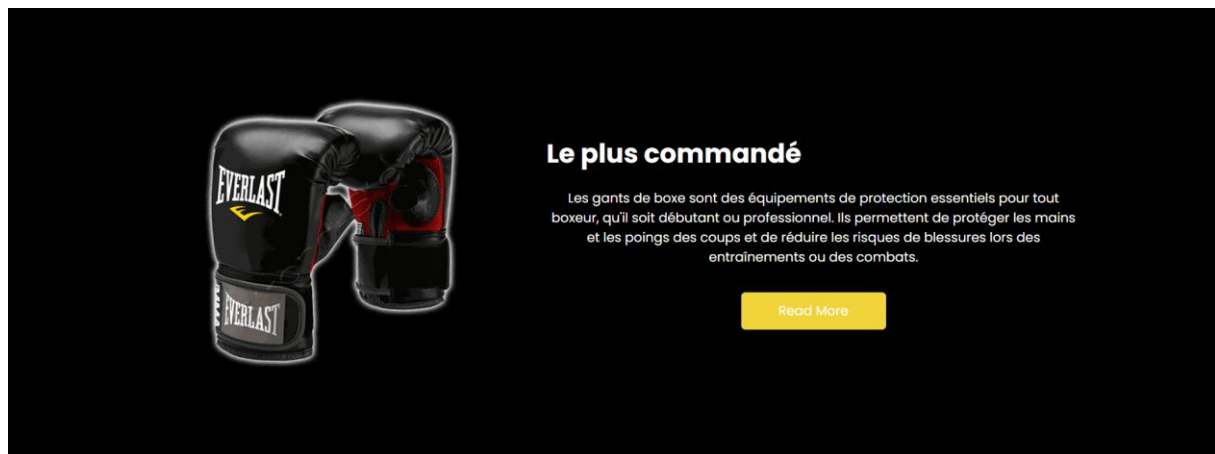 EVERLAST
EVERLAST
Le plus commandé
Les gants de boxe sont des équipements de protection essentiels pour tout
boxeur, qu'il soit débutant ou professionnel. Ils permettent de protéger les mains
et les poings des coups et de réduire les risques de blessures lors des
entraînements ou des combats.
Read More